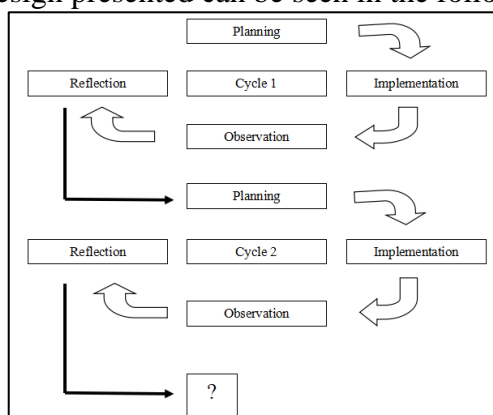 esign presented can be seen in the follo
Planning
Reflection
Cycle 1
Implementation
Observation
Planning
Reflection
Cycle 2
Implementation
Observation
?